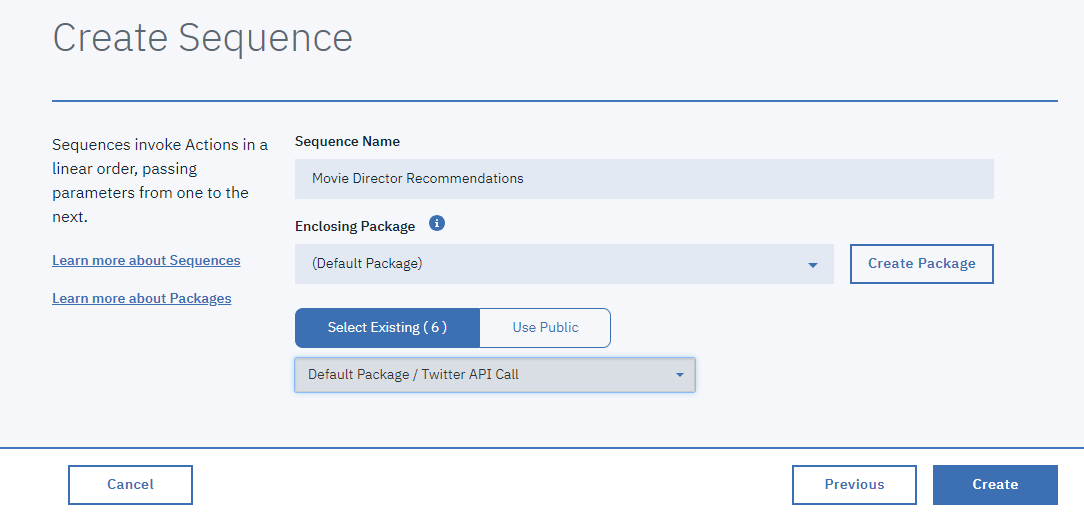 Create Sequence
Sequences invoke Actions in a
linear order, passing
parameters from one to the
next.
Learn more about Sequences
Learn more about Packages
Sequence Name
Movie Director Recommendations
Enclosing Package i
(Default Package)
Create Package
Select Existing ( 6 )
Use Public
Default Package / Twitter API Call
Cancel
Previous
Create